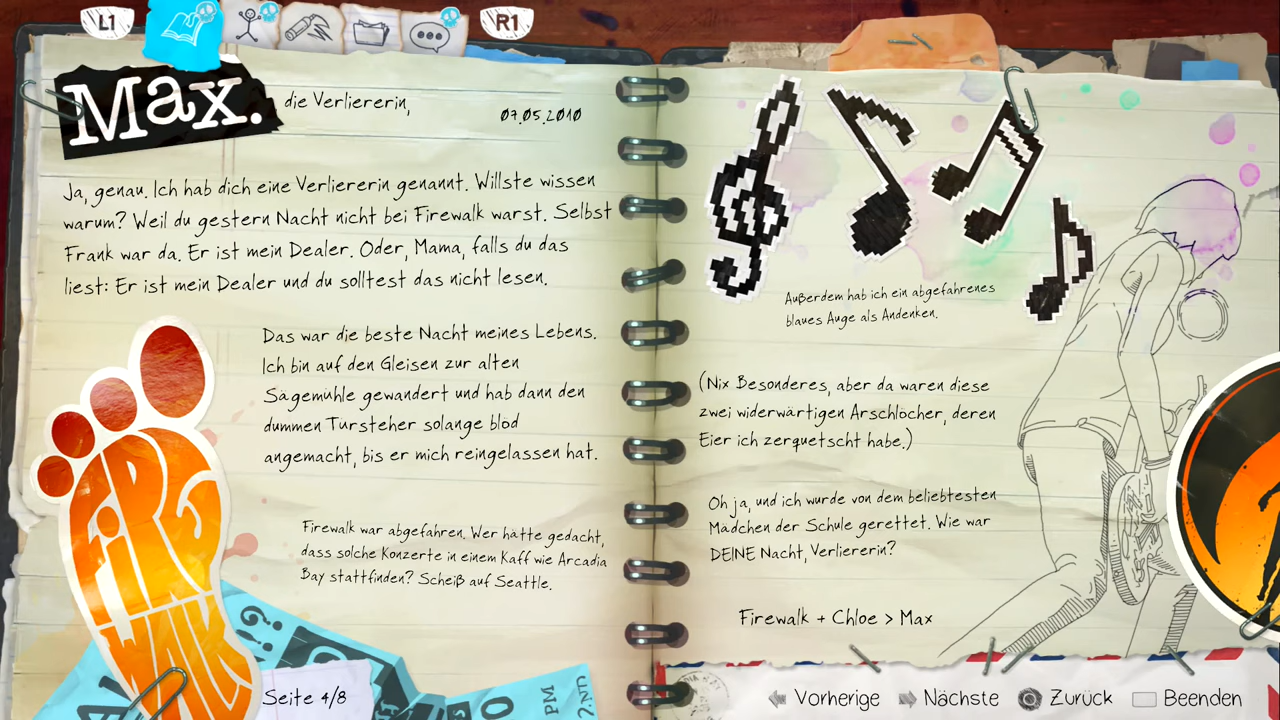 L1
R1
Max.
die Verliererin,
07.05.2010
Ja, genau. Ich hab dich eine Verliererin genannt. Willste wissen
warum? Weil du gestern Nacht nicht bei Firewalk warst. Selbst
Frank war da. Er ist mein Dealer. Oder, Mama, falls du das
liest: Er ist mein Dealer und du solltest das nicht lesen.
Das war die beste Nacht meines Lebens.
Ich bin auf den Gleisen zur alten
Sägemühle gewandert und hab dann den
dummen Türsteher solange blöd
angemacht, bis er mich reingelassen hat.
Firewalk war abgefahren. Wer hätte gedacht,
dass solche Konzerte in einem Kaff wie Arcadia
Bay stattfinden? Scheiß auf Seattle.
FIRE
WALK
PM
2.ND
Seite 4/8
Außerdem hab ich ein abgefahrenes
blaues Auge als Andenken.
(Nix Besonderes, aber da waren diese
zwei widerwärtigen Arschlöcher, deren
Eier ich zerquetscht habe.)
Oh ja, und ich wurde von dem beliebtesten
Mädchen der Schule gerettet. Wie war
DEINE Nacht, Verliererin?
Firewalk + Chloe > Max
Vorherige
Nächste
Zurück
Beenden